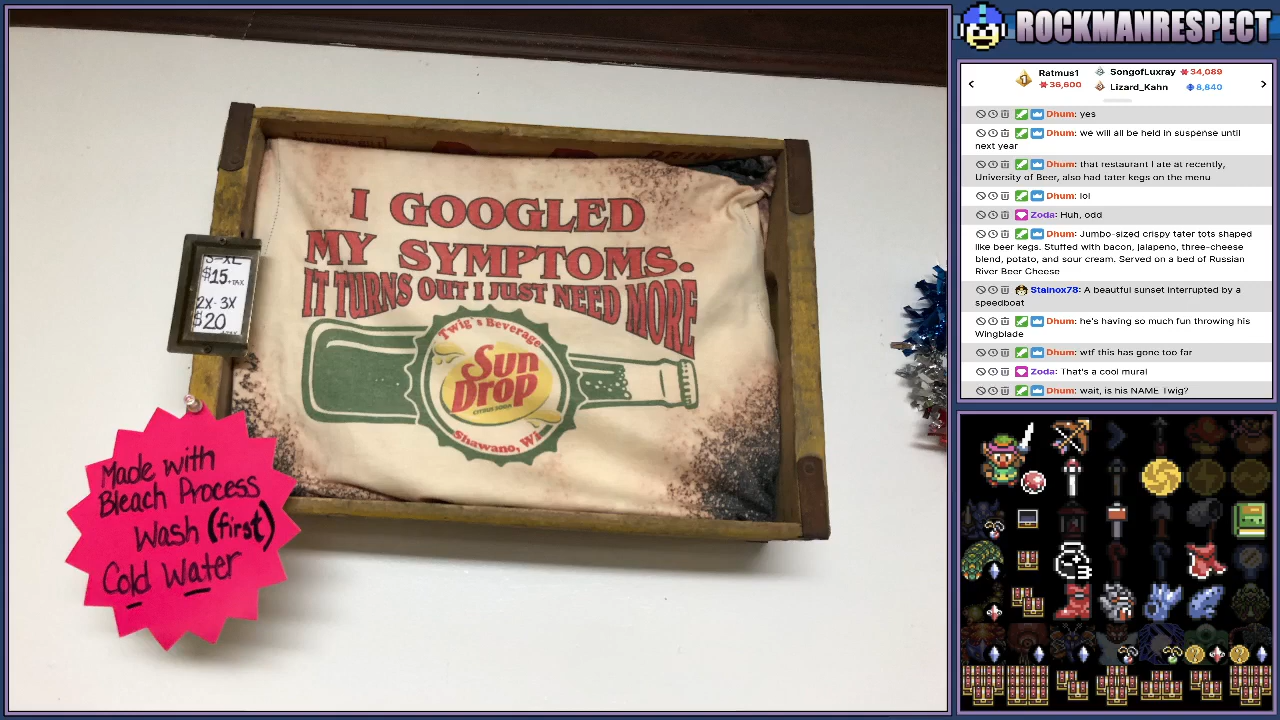 ROCKMANRESPECT
Ratmus1
36,600
SongofLuxray 34,089
Lizard_Kahn 8,840
Dhum: yes
Dhum: we will all be held in suspense until
next year
Dhum: that restaurant I ate at recently,
University of Beer, also had tater kegs on the menu
Dhum: lol
Zoda: Huh, odd
Dhum: Jumbo-sized crispy tater tots shaped
like beer kegs. Stuffed with bacon, jalapeno, three-cheese
blend, potato, and sour cream. Served on a bed of Russian
River Beer Cheese
Stalnox78: A beautful sunset interrupted by a
speedboat
Dhum: he's having so much fun throwing his
Wingblade
Dhum: wtf this has gone too far
Zoda: That's a cool mural
Dhum: wait, is his NAME Twig?
I GOOGLED
MY SYMPTOMS.
IT TURNS OUT I JUST NEED MORE
Twig's Beverage
Sun
Drop
CITRUS SODA
Shawano, WI
S-XL
$15+TAX
2X-3X
$20
Made with
Bleach Process
Wash (first)
Cold Water